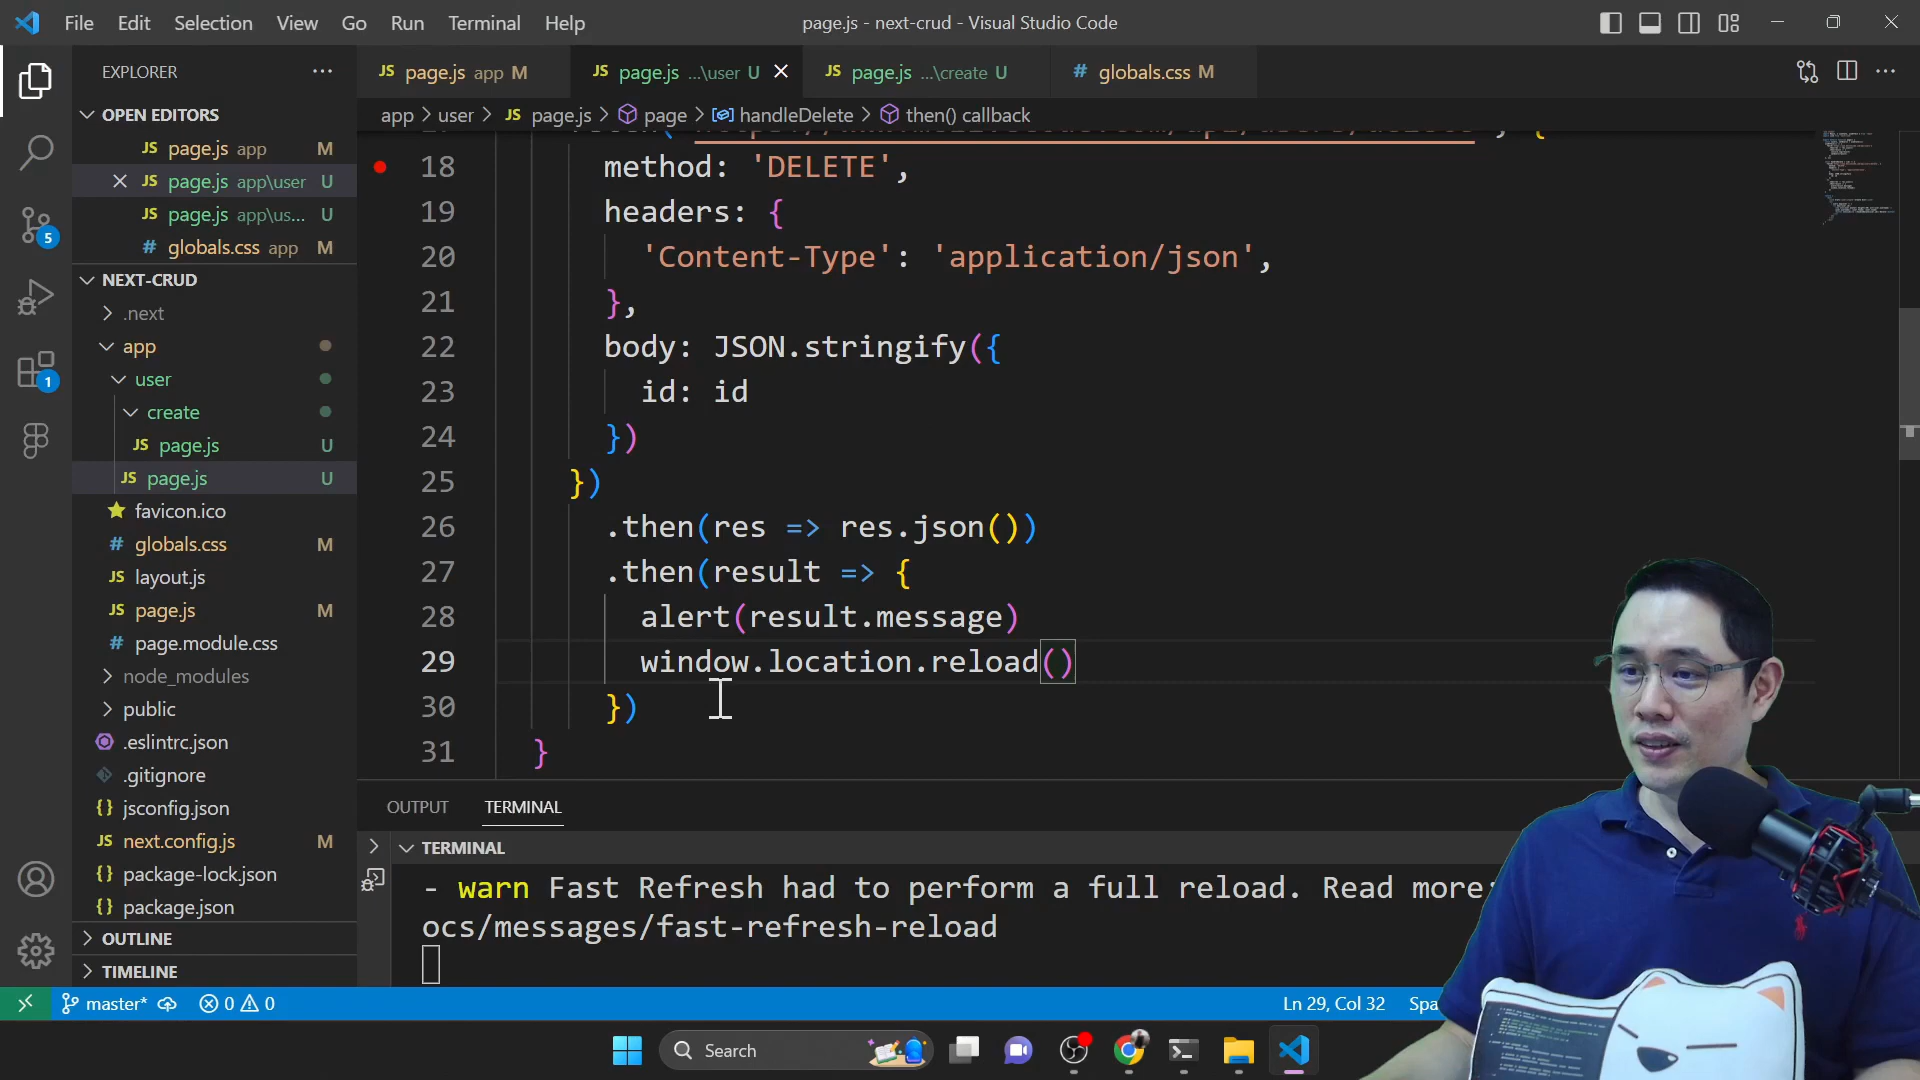 File Edit Selection View Go Run Terminal Help
page.js - next-crud - Visual Studio Code
EXPLORER
OPEN EDITORS
JS page.js app M
JS page.js app\user U
JS page.js app\us... U
# globals.css app M
NEXT-CRUD
.next
app
user
create
JS page.js U
JS page.js U
favicon.ico
# globals.css M
JS layout.js
JS page.js M
# page.module.css
node_modules
public
.eslintrc.json
.gitignore
{} jsconfig.json
JS next.config.js M
{} package-lock.json
{} package.json
OUTLINE
TIMELINE
5
1
JS page.js app M
JS page.js ...\user U
JS page.js ...\create U
# globals.css M
app > user > JS page.js > page > handleDelete > then() callback
18 method: 'DELETE',
19 headers: {
20 'Content-Type': 'application/json',
21 },
22 body: JSON.stringify({
23 id: id
24 })
25 })
26 .then(res => res.json())
27 .then(result => {
28 alert(result.message)
29 window.location.reload()
30 })
31 }
OUTPUT TERMINAL
TERMINAL
- warn Fast Refresh had to perform a full reload. Read more:
ocs/messages/fast-refresh-reload
master* 0 0
Ln 29, Col 32 Spa
Search